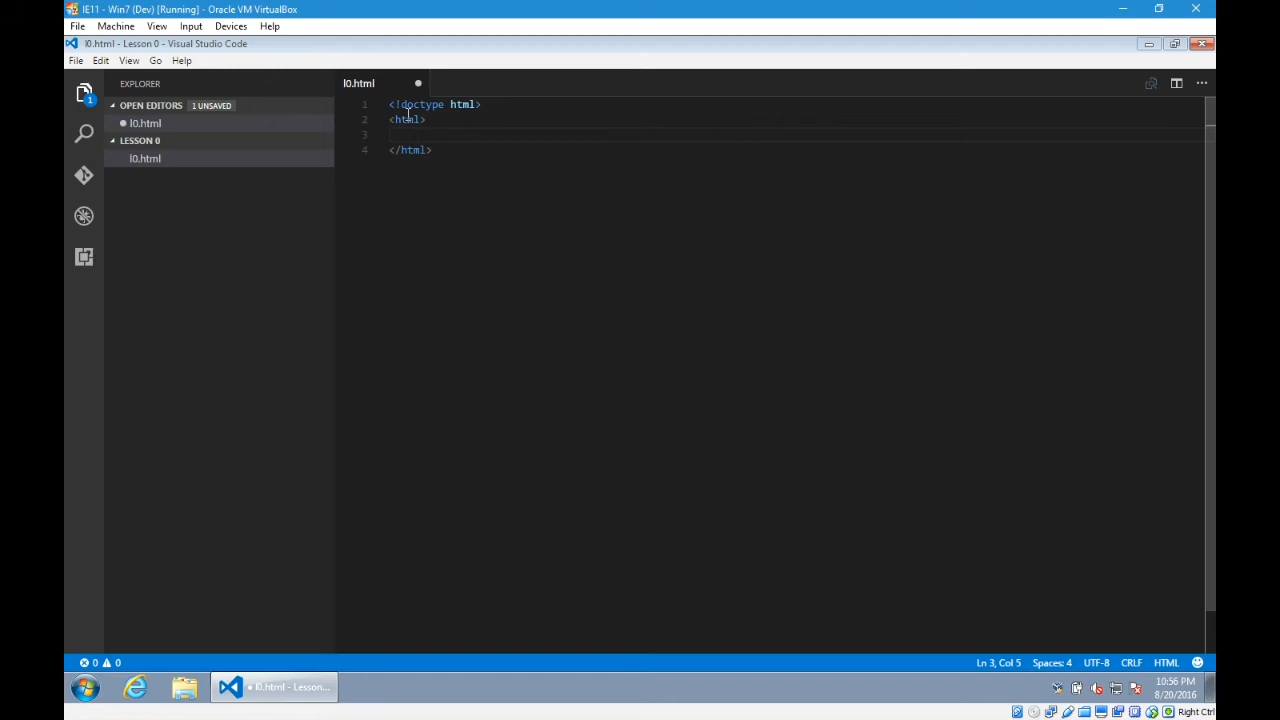 IE11 - Win7 (Dev) [Running] - Oracle VM VirtualBox
File Machine View Input Devices Help
l0.html - Lesson 0 - Visual Studio Code
File Edit View Go Help
EXPLORER
l0.html
OPEN EDITORS 1 UNSAVED
l0.html
LESSON 0
l0.html
1
1 <!doctype html>
2 <html>
3
4 </html>
0 0
Ln 3, Col 5 Spaces: 4 UTF-8 CRLF HTML
l0.html - Lesson...
10:56 PM
8/20/2016
Right Ctrl